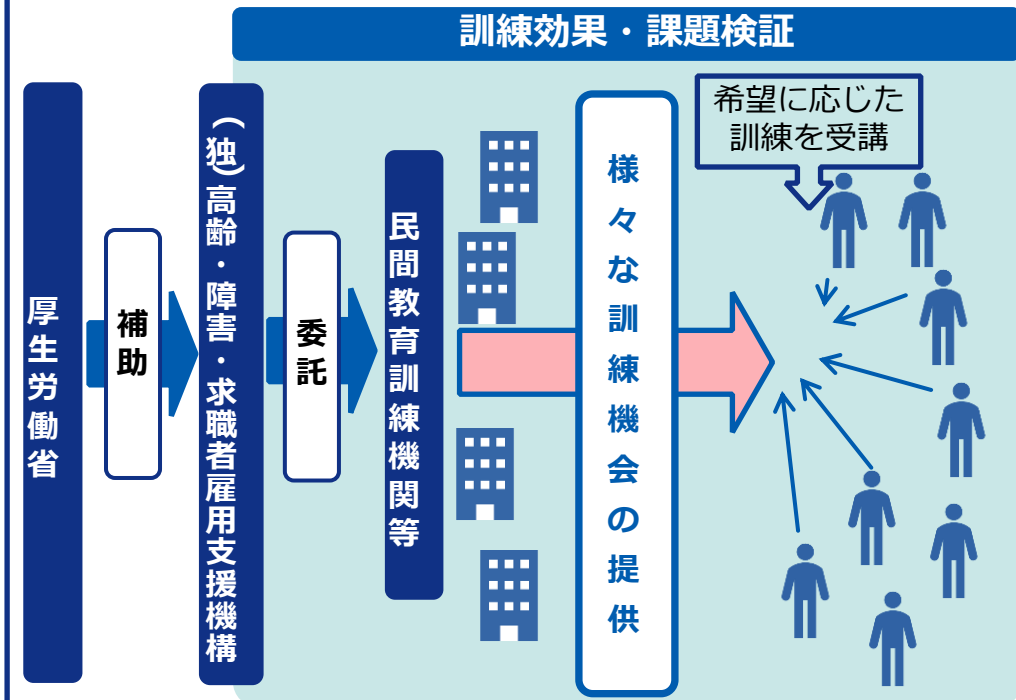 訓練効果・課題検証
厚生労働省
補助
（独）高齢・障害・求職者雇用支援機構
委託
民間教育訓練機関等
様々な訓練機会の提供
希望に応じた
訓練を受講